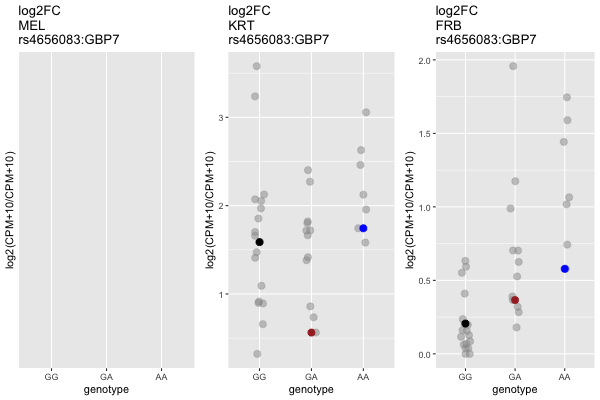 log2FC
MEL
rs4656083:GBP7
log2(CPM+10/CPM+10)
GG GA AA
genotype
log2FC
KRT
rs4656083:GBP7
log2(CPM+10/CPM+10)
3
2
1
GG GA AA
genotype
log2FC
FRB
rs4656083:GBP7
log2(CPM+10/CPM+10)
2.0
1.5
1.0
0.5
0.0
GG GA AA
genotype